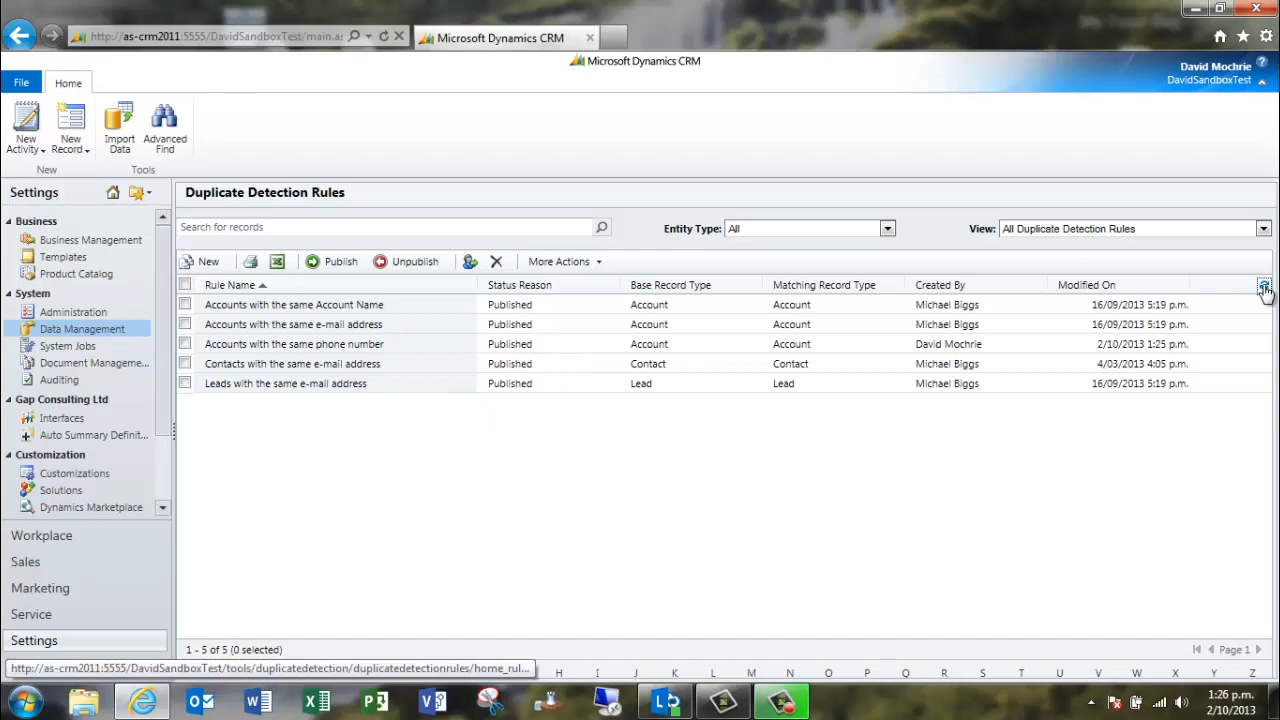 http://as-crm2011:5555/DavidSandboxTest/main.as
Microsoft Dynamics CRM
Microsoft Dynamics CRM
David Mochrie
DavidSandboxTest
File
Home
New Activity
New Record
Import Data
Advanced Find
New
Tools
Settings
Business
Business Management
Templates
Product Catalog
System
Administration
Data Management
System Jobs
Document Manageme...
Auditing
Gap Consulting Ltd
Interfaces
Auto Summary Definit...
Customization
Customizations
Solutions
Dynamics Marketplace
Workplace
Sales
Marketing
Service
Settings
Duplicate Detection Rules
Search for records
Entity Type: All
View: All Duplicate Detection Rules
New Publish Unpublish More Actions
Rule Name Status Reason Base Record Type Matching Record Type Created By Modified On
Accounts with the same Account Name Published Account Account Michael Biggs 16/09/2013 5:19 p.m.
Accounts with the same e-mail address Published Account Account Michael Biggs 16/09/2013 5:19 p.m.
Accounts with the same phone number Published Account Account David Mochrie 2/10/2013 1:25 p.m.
Contacts with the same e-mail address Published Contact Contact Michael Biggs 4/03/2013 4:05 p.m.
Leads with the same e-mail address Published Lead Lead Michael Biggs 16/09/2013 5:19 p.m.
1 - 5 of 5 (0 selected)
Page 1
http://as-crm2011:5555/DavidSandboxTest/tools/duplicatedetection/duplicatedetectionrules/home_rul...
H I J K L M N O P Q R S T U V W X Y Z
1:26 p.m.
2/10/2013